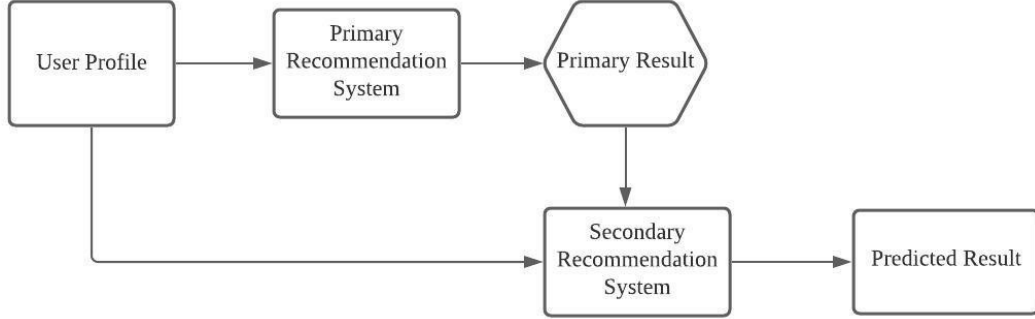 User Profile
Primary
Recommendation
System
Primary Result
Secondary
Recommendation
System
Predicted Result